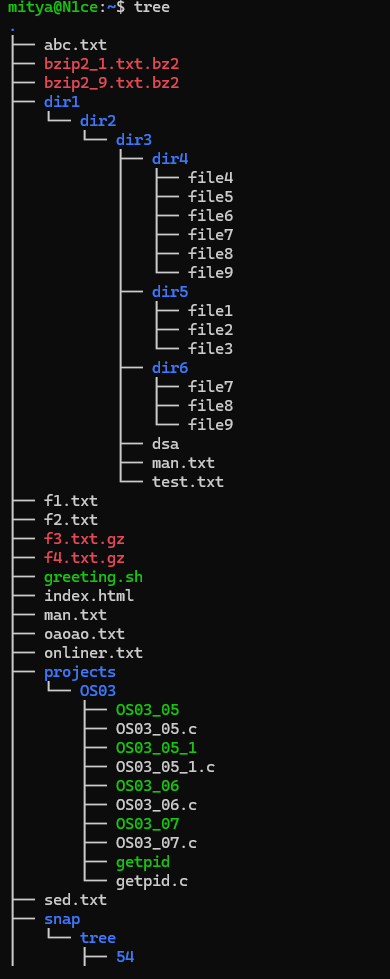 mitya@N1ce:~$ tree
.
├── abc.txt
├── bzip2_1.txt.bz2
├── bzip2_9.txt.bz2
├── dir1
│   └── dir2
│       └── dir3
│           ├── dir4
│           │   ├── file4
│           │   ├── file5
│           │   ├── file6
│           │   ├── file7
│           │   ├── file8
│           │   └── file9
│           ├── dir5
│           │   ├── file1
│           │   ├── file2
│           │   └── file3
│           ├── dir6
│           │   ├── file7
│           │   ├── file8
│           │   └── file9
│           ├── dsa
│           ├── man.txt
│           └── test.txt
├── f1.txt
├── f2.txt
├── f3.txt.gz
├── f4.txt.gz
├── greeting.sh
├── index.html
├── man.txt
├── oaoao.txt
├── onliner.txt
├── projects
│   └── OS03
│       ├── OS03_05
│       ├── OS03_05.c
│       ├── OS03_05_1
│       ├── OS03_05_1.c
│       ├── OS03_06
│       ├── OS03_06.c
│       ├── OS03_07
│       ├── OS03_07.c
│       ├── getpid
│       └── getpid.c
├── sed.txt
├── snap
│   └── tree
│       ├── 54